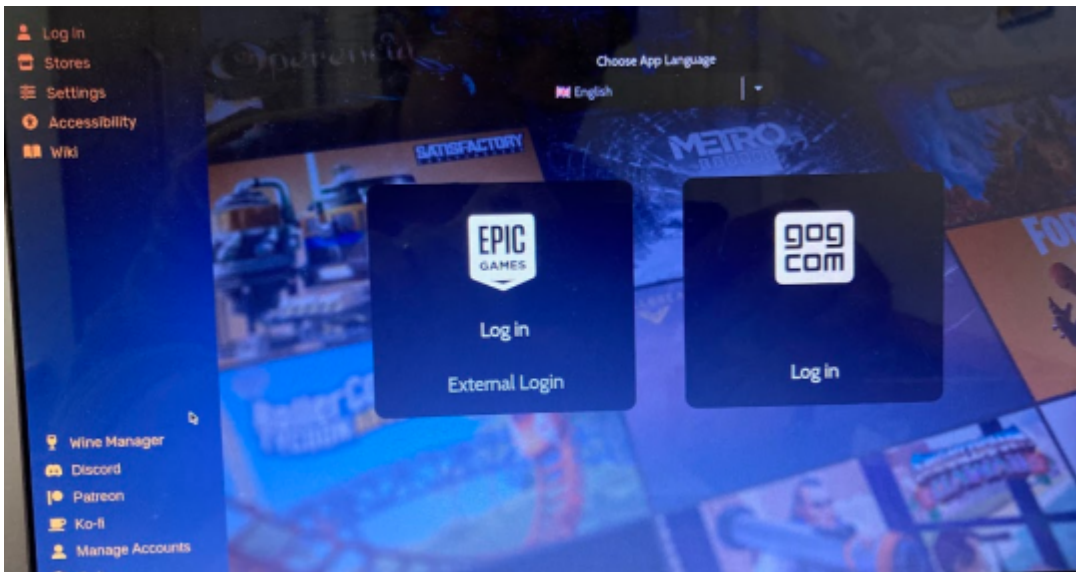 Log in
Stores
Settings
Accessibility
Wiki
Choose App Language
English
SATISFACTORY
METRO
EPIC
GAMES
Log in
External Login
gog
com
Log in
Wine Manager
Discord
Patreon
Ko-fi
Manage Accounts